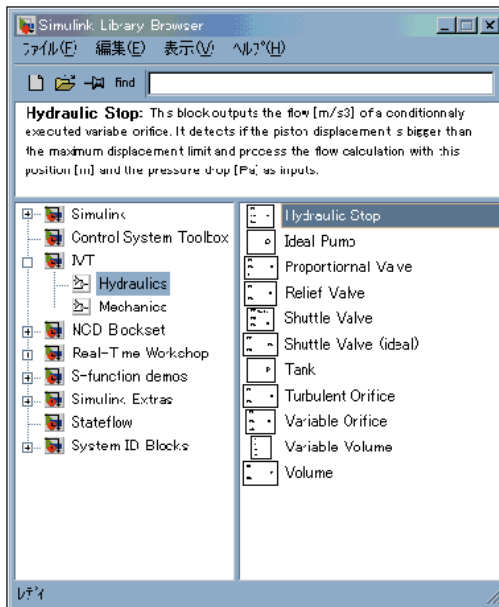 Simulink Library Browser
ファイル(F) 編集(E) 表示(V) ヘルプ(H)
find
Hydraulic Stop: This block outputs the flow [m/s3] of a conditionnaly
executed variabe orifice. It detects if the piston displacement s bigger than
the maximum displacement limit and process the flow calculation with this
position [m] and the pressure drop [Pa] as inputs.
Simulink
Control System Toolbox
IVT
Hydraulics
Mechanics
NCD Bockset
Real-Time Workshop
S-function demos
Simulink Extras
Stateflow
System ID Blocks
Hydraulic Stop
Ideal Pump
Proportiornal Valve
Relief Valve
Shuttle Valve
Shuttle Valve (ideal)
Tank
Turbulent Orifice
Variable Orifice
Variable Volume
Volume
レディ